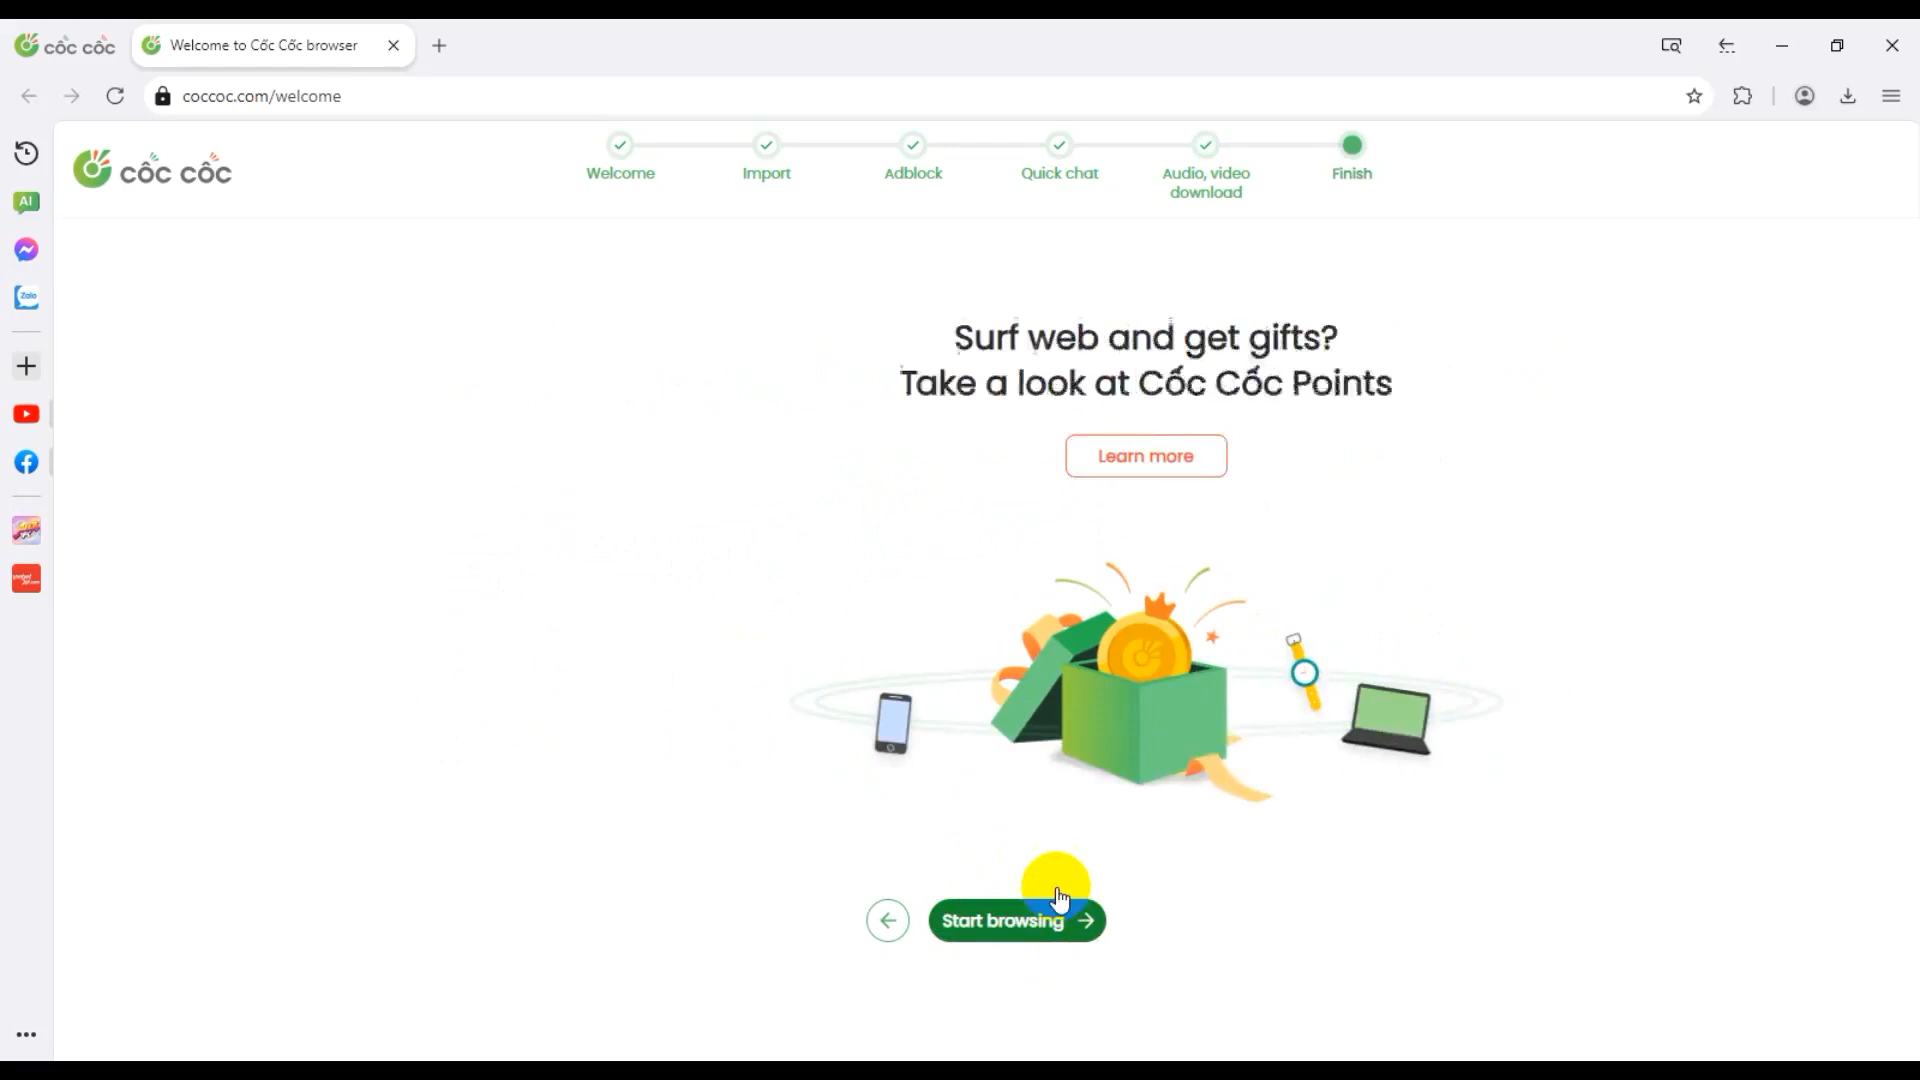 cốc cốc
Welcome to Cốc Cốc browser
coccoc.com/welcome
cốc cốc
Welcome
Import
Adblock
Quick chat
Audio, video
download
Finish
AI
Zalo
Surf web and get gifts?
Take a look at Cốc Cốc Points
Learn more
Start browsing